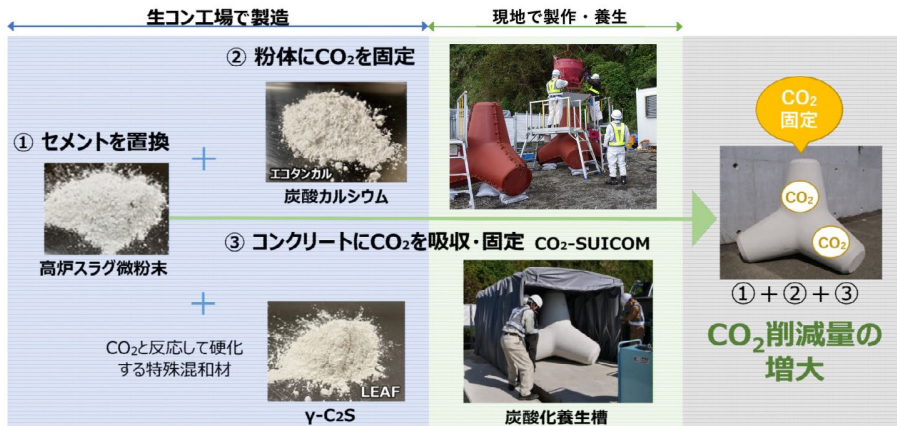 生コン工場で製造
現地で製作・養生
② 粉体にCO₂を固定
① セメントを置換
エコタンカル
炭酸カルシウム
高炉スラグ微粉末
③ コンクリートにCO₂を吸収・固定 CO₂-SUICOM
CO₂と反応して硬化
する特殊混和材
LEAF
γ-C2S
炭酸化養生槽
CO₂
固定
CO₂
CO₂
①+②+③
CO₂削減量の
増大